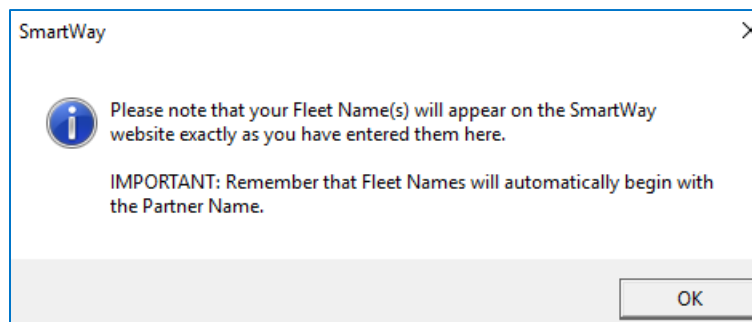 SmartWay
Please note that your Fleet Name(s) will appear on the SmartWay
website exactly as you have entered them here.
IMPORTANT: Remember that Fleet Names will automatically begin with
the Partner Name.
OK